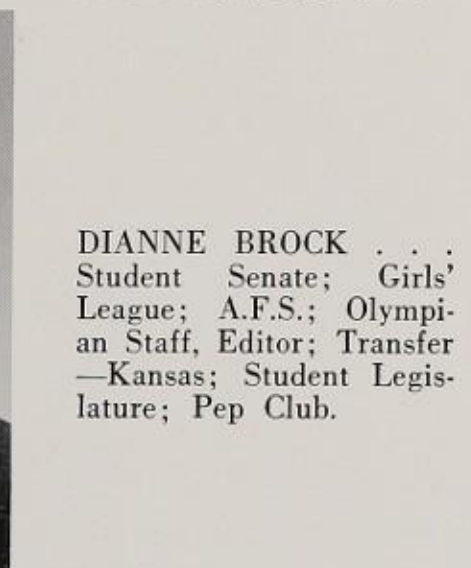 DIANNE BROCK . . .
Student Senate; Girls'
League; A.F.S.; Olympi-
an Staff, Editor; Transfer
—Kansas; Student Legis-
lature; Pep Club.